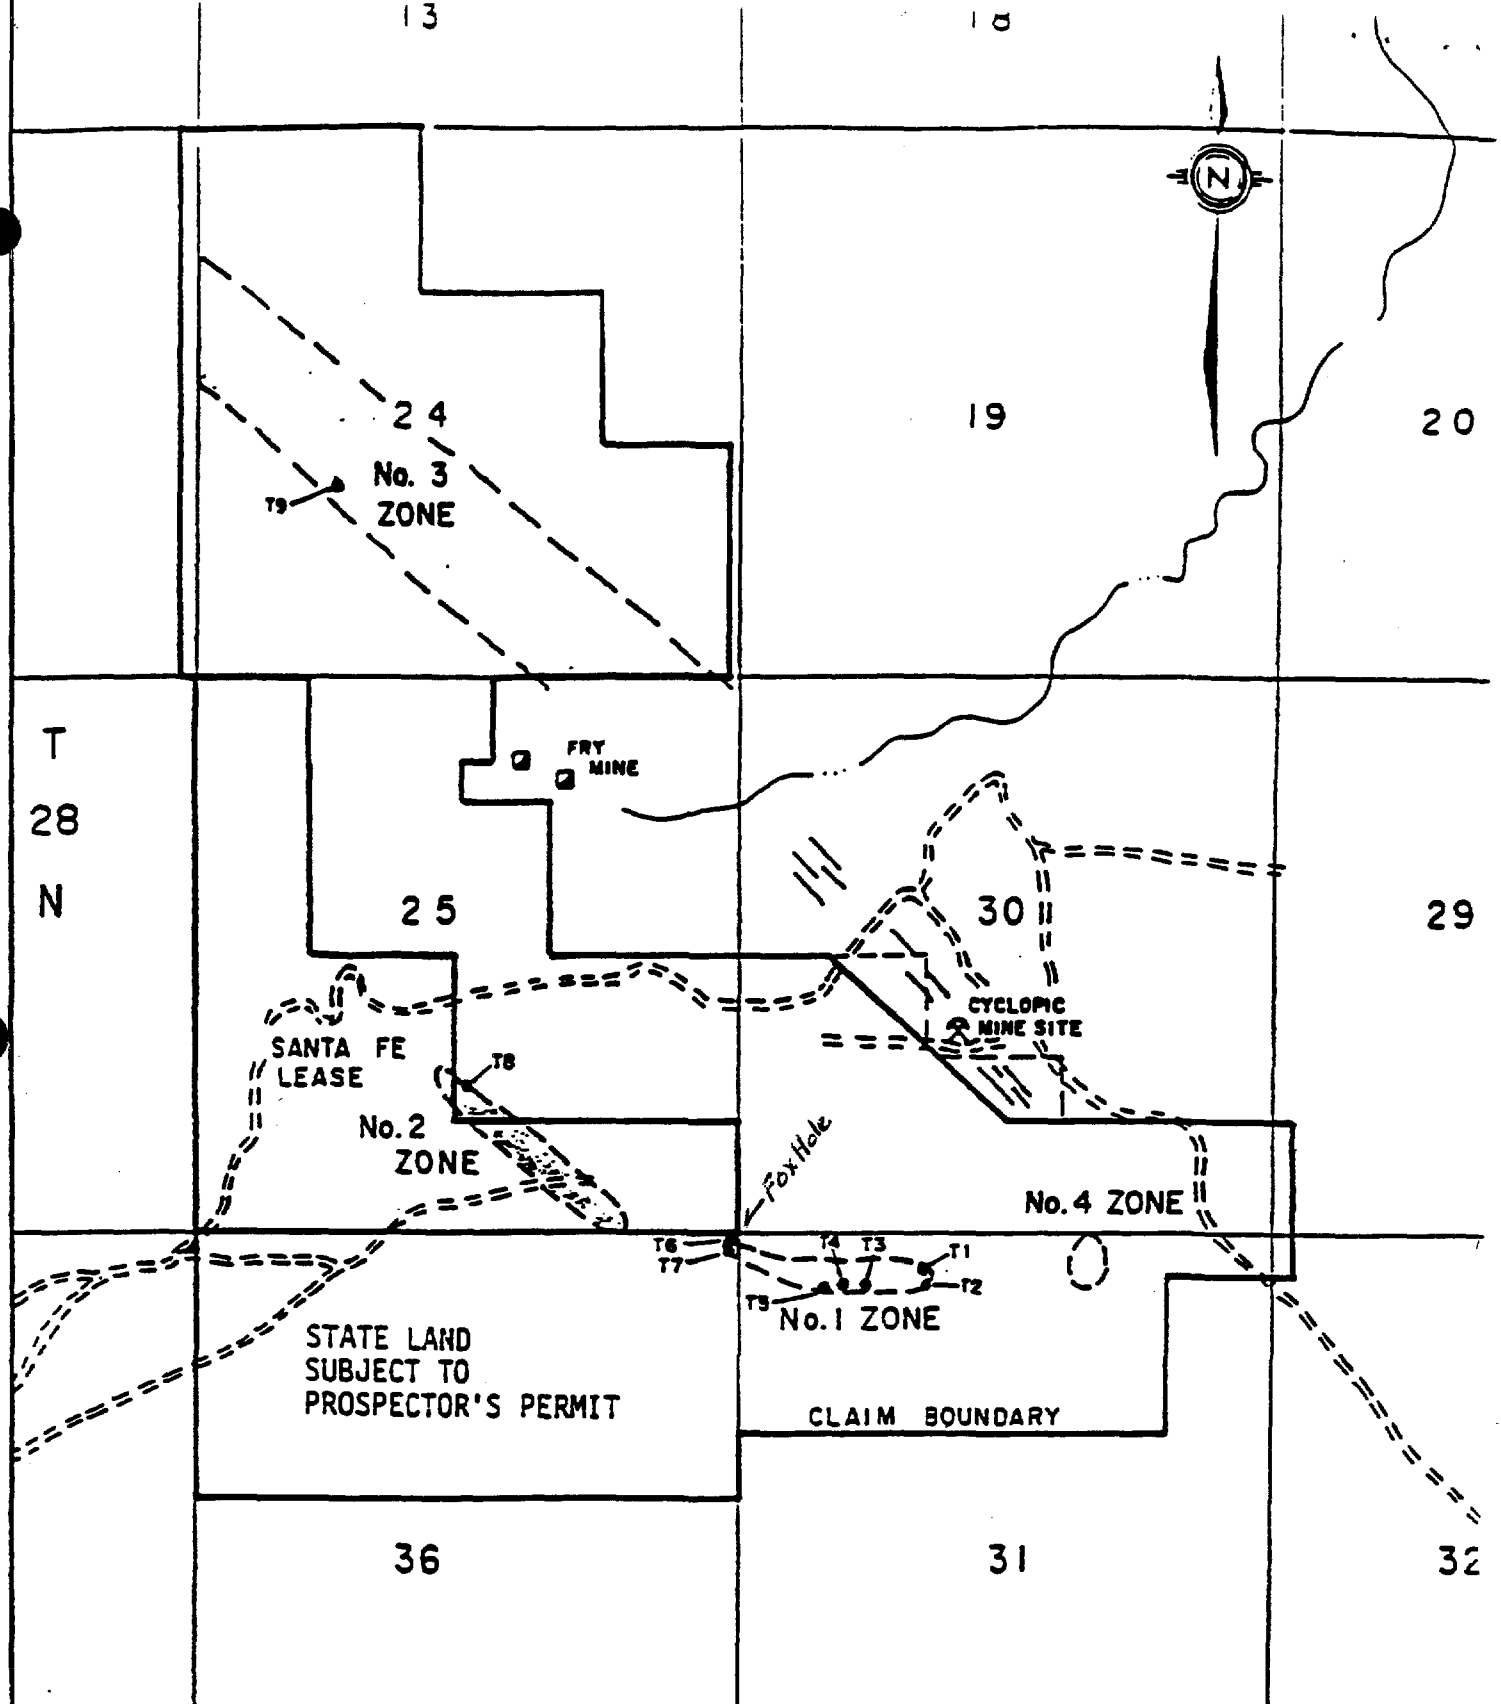 13
18
N
24
19
20
No. 3
ZONE
T9
T
28
N
FRY
MINE
25
30
29
CYCLOPIC
MINE SITE
SANTA FE
LEASE
T8
No.2
ZONE
Fox Hole
No.4 ZONE
T6
T7
T4
T3
T1
T2
T5
No.1 ZONE
STATE LAND
SUBJECT TO
PROSPECTOR'S PERMIT
CLAIM BOUNDARY
36
31
32